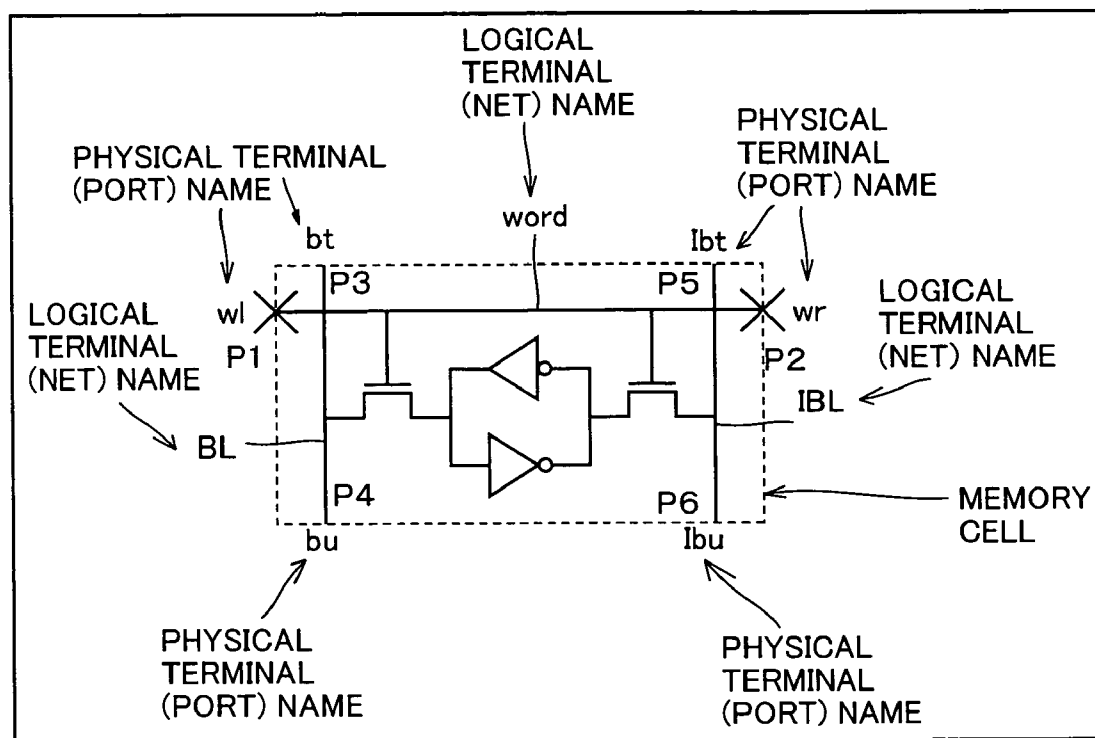 LOGICAL
TERMINAL
(NET) NAME
PHYSICAL TERMINAL
(PORT) NAME
PHYSICAL
TERMINAL
(PORT) NAME
bt
word
Ibt
P3
P5
wl
wr
P1
P2
LOGICAL
TERMINAL
(NET) NAME
LOGICAL
TERMINAL
(NET) NAME
BL
IBL
P4
P6
bu
Ibu
MEMORY
CELL
PHYSICAL
TERMINAL
(PORT) NAME
PHYSICAL
TERMINAL
(PORT) NAME